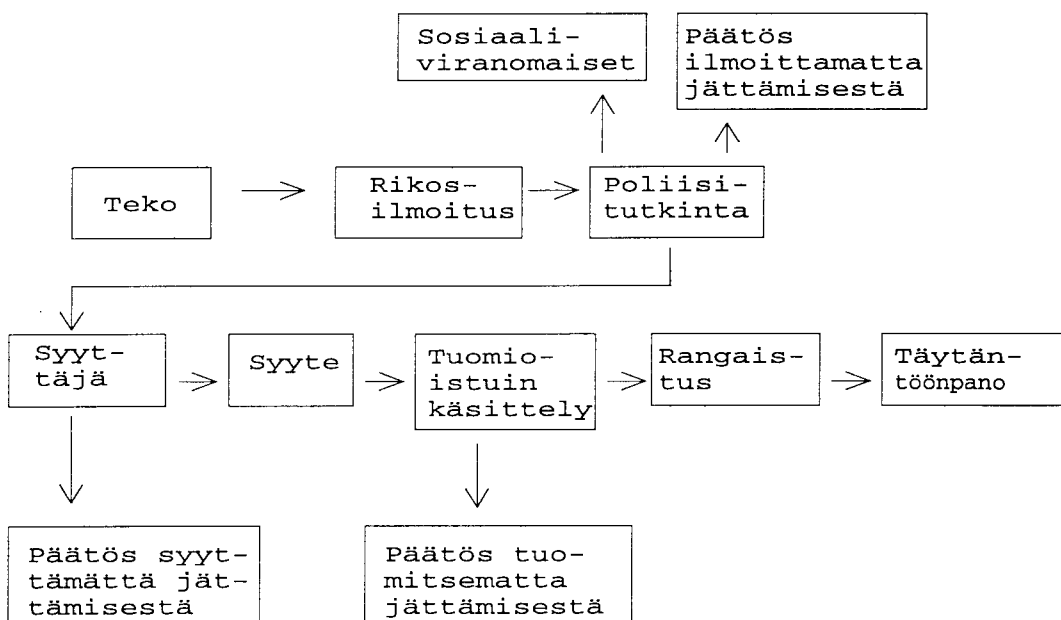 Sosiaali-
viranomaiset
Päätös
ilmoittamatta
jättämisestä
Teko
Rikos-
ilmoitus
Poliisi-
tutkinta
Syyt-
täjä
Syyte
Tuomio-
istuin
käsittely
Rangais-
tus
Täytän-
töönpano
Päätös syyt-
tämättä jät-
tämisestä
Päätös tuo-
mitsematta
jättämisestä